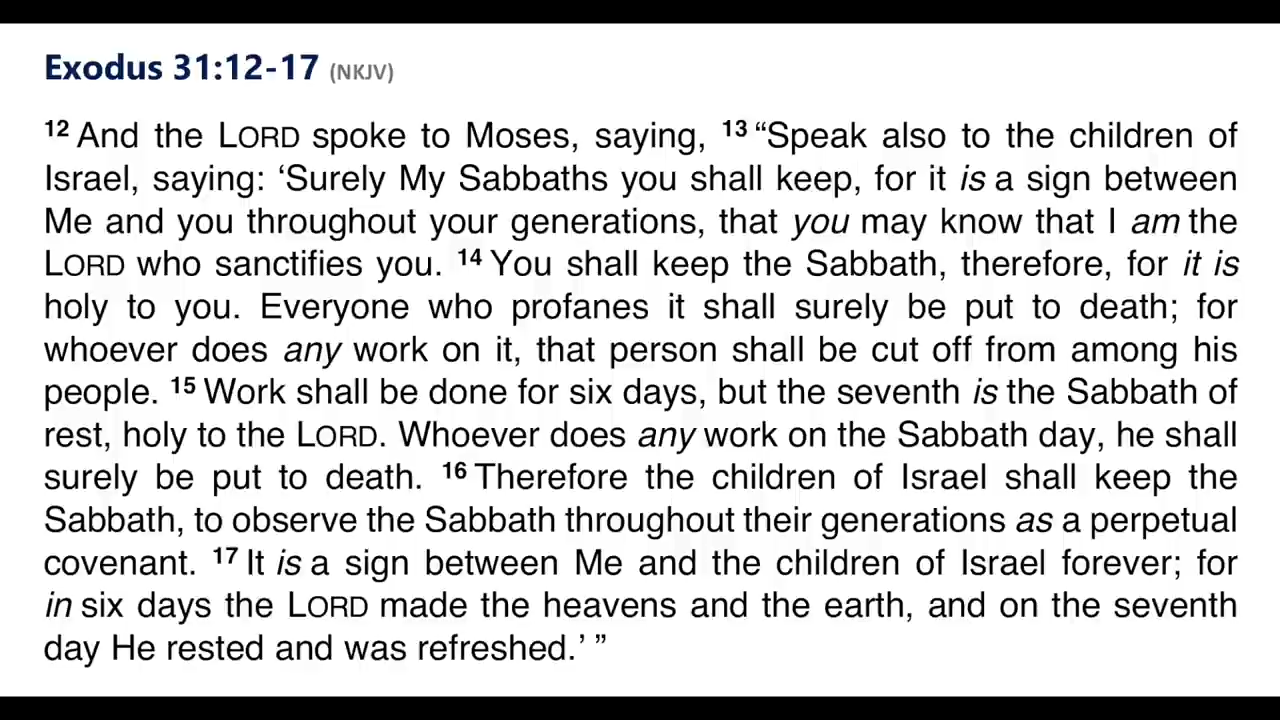 Exodus 31:12-17 (NKJV)
12 And the LORD spoke to Moses, saying, 13 “Speak also to the children of
Israel, saying: ‘Surely My Sabbaths you shall keep, for it is a sign between
Me and you throughout your generations, that you may know that I am the
LORD who sanctifies you. 14 You shall keep the Sabbath, therefore, for it is
holy to you. Everyone who profanes it shall surely be put to death; for
whoever does any work on it, that person shall be cut off from among his
people. 15 Work shall be done for six days, but the seventh is the Sabbath of
rest, holy to the LORD. Whoever does any work on the Sabbath day, he shall
surely be put to death. 16 Therefore the children of Israel shall keep the
Sabbath, to observe the Sabbath throughout their generations as a perpetual
covenant. 17 It is a sign between Me and the children of Israel forever; for
in six days the LORD made the heavens and the earth, and on the seventh
day He rested and was refreshed.’ ”